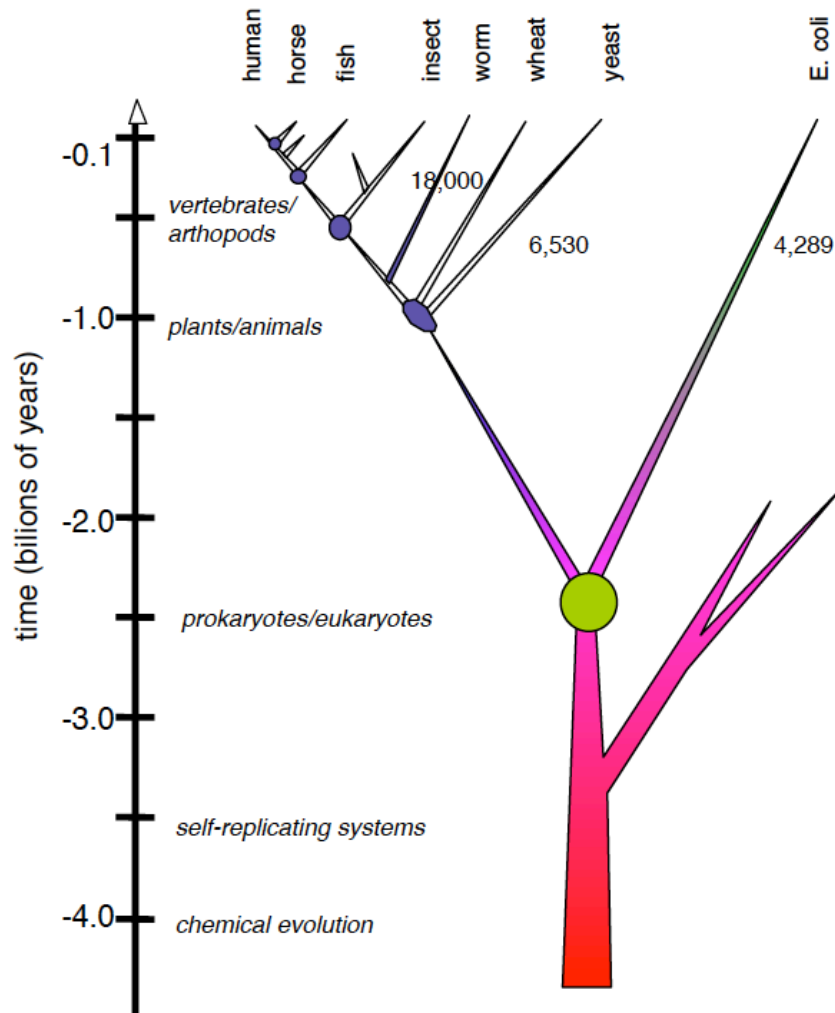 human
horse
fish
insect
worm
wheat
yeast
E. coli
-0.1
18,000
vertebrates/
arthopods
6,530
4,289
-1.0
plants/animals
time (bilions of years)
-2.0
prokaryotes/eukaryotes
-3.0
self-replicating systems
-4.0
chemical evolution